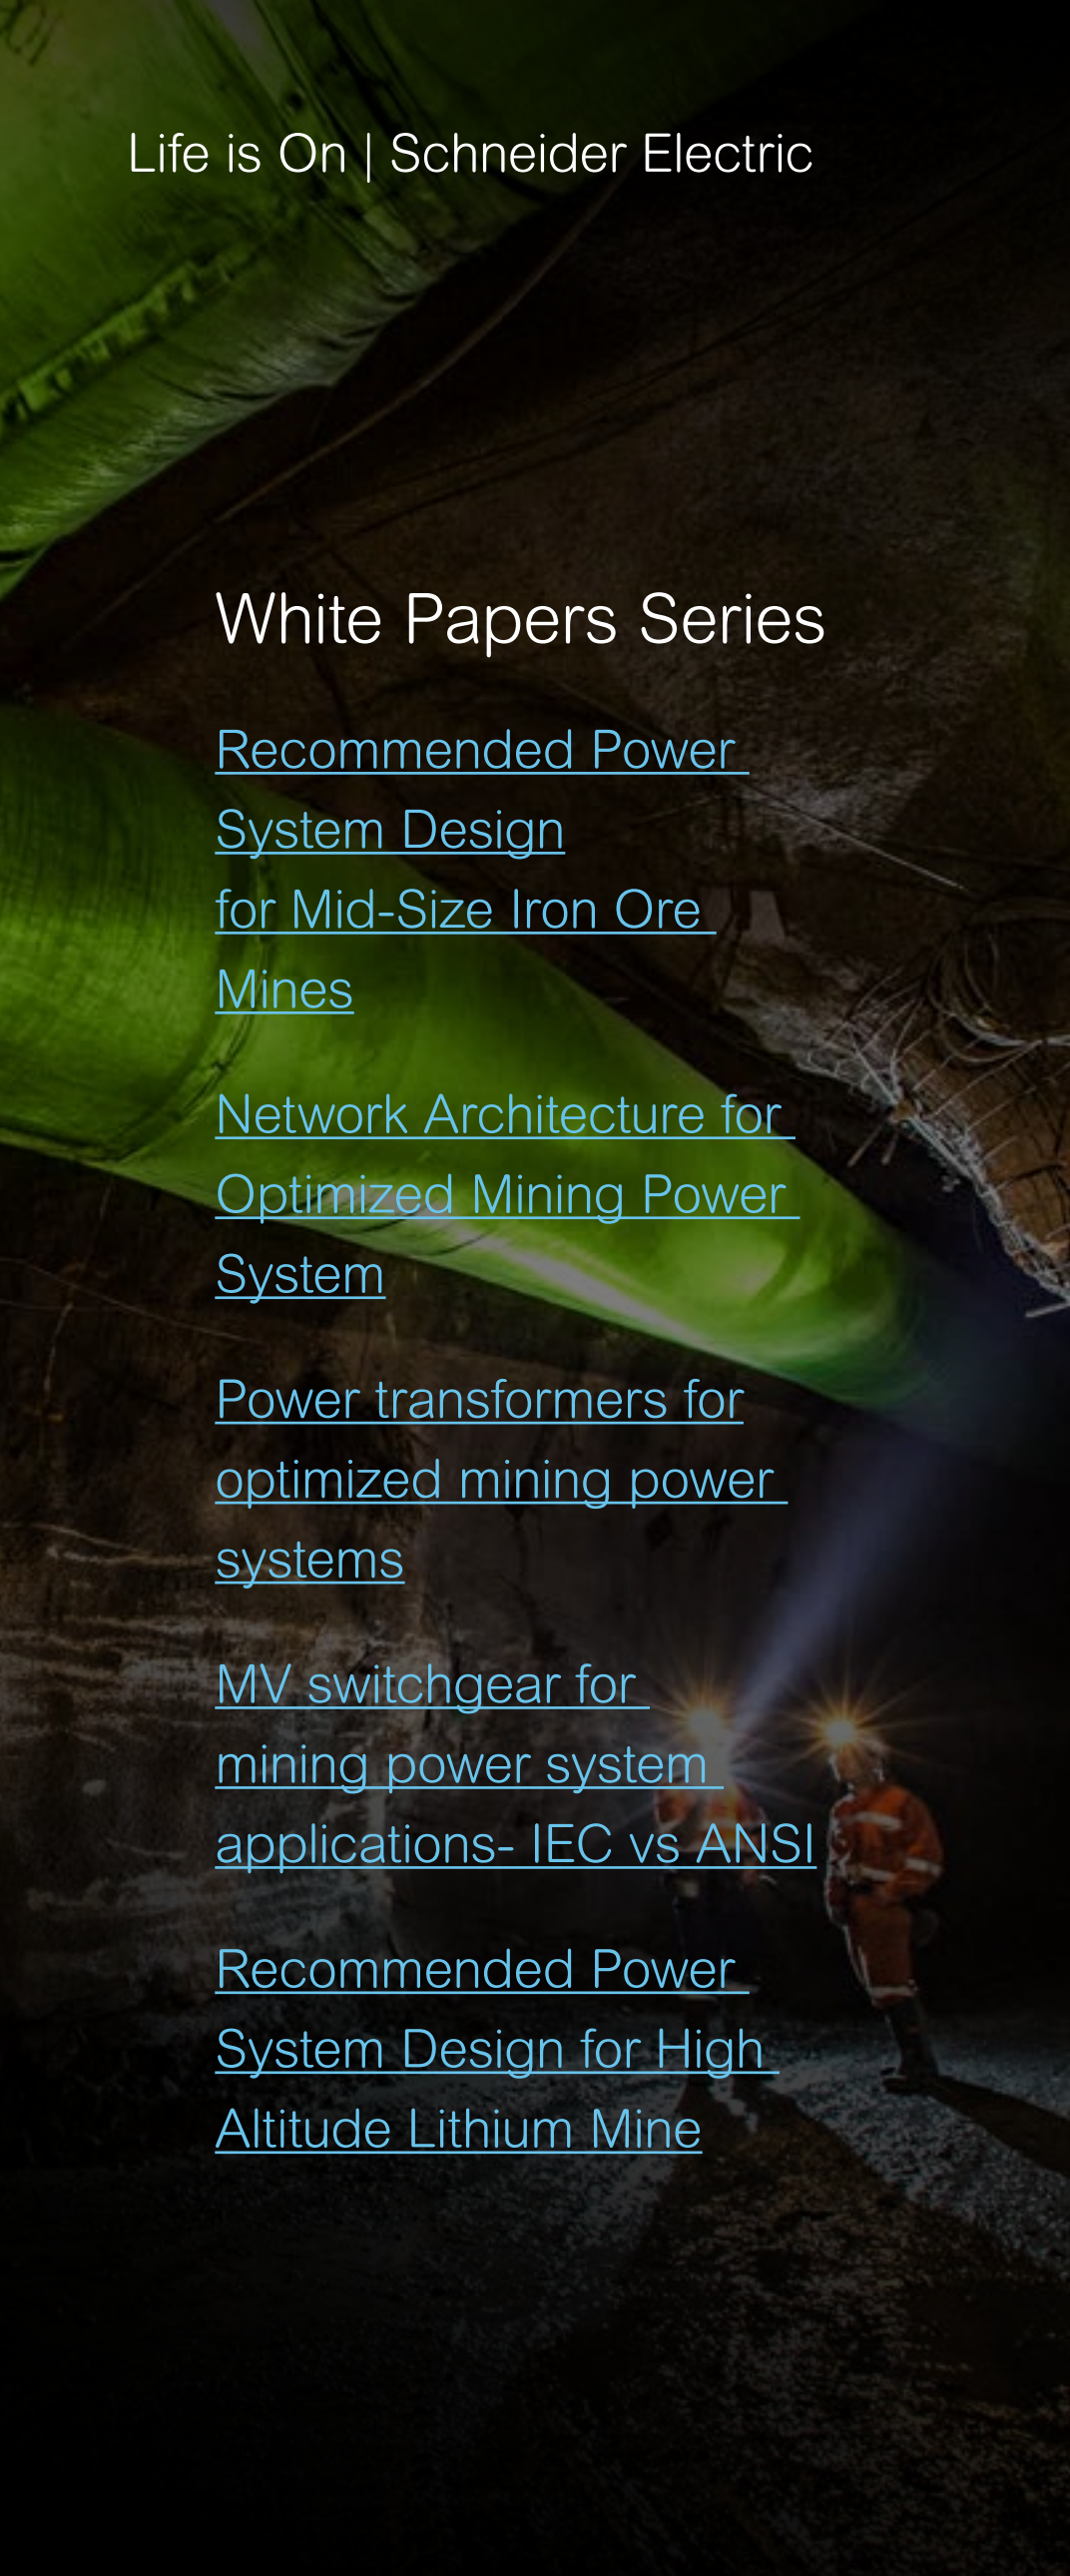 Life is On | Schneider Electric
White Papers Series
Recommended Power
System Design
for Mid-Size Iron Ore
Mines
Network Architecture for
Optimized Mining Power
System
Power transformers for
optimized mining power
systems
MV switchgear for
mining power system
applications- IEC vs ANSI
Recommended Power
System Design for High
Altitude Lithium Mine